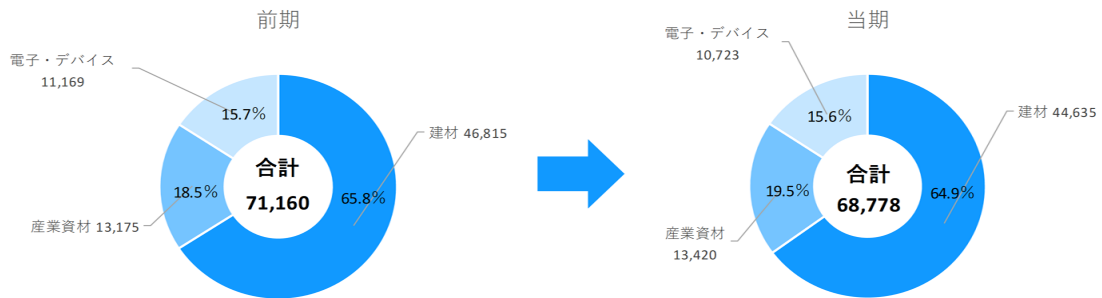 前期
電子・デバイス
11,169
15.7%
建材 46,815
合計
71,160
18.5%
65.8%
産業資材 13,175
当期
電子・デバイス
10,723
15.6%
建材 44,635
合計
68,778
19.5%
64.9%
産業資材
13,420